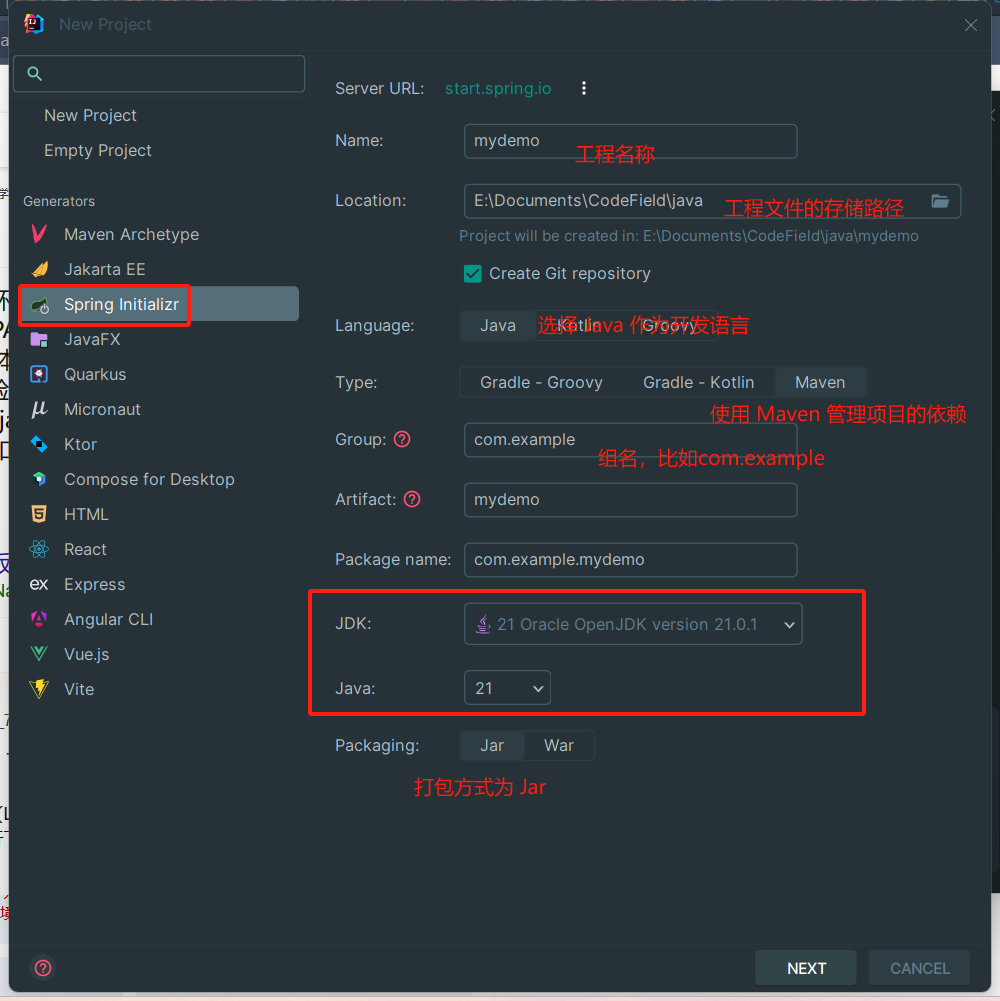 New Project
New Project
Empty Project
Generators
Maven Archetype
Jakarta EE
Spring Initializr
JavaFX
Quarkus
Micronaut
Ktor
Compose for Desktop
HTML
React
Express
Angular CLI
Vue.js
Vite
Server URL: start.spring.io
Name: mydemo
工程名称
Location: E:\Documents\CodeField\java
工程文件的存储路径
Project will be created in: E:\Documents\CodeField\java\mydemo
Create Git repository
Language: Java Kotlin Groovy
选择 Java 作为开发语言
Type: Gradle - Groovy Gradle - Kotlin Maven
使用 Maven 管理项目的依赖
Group: com.example
组名，比如com.example
Artifact: mydemo
Package name: com.example.mydemo
JDK: 21 Oracle OpenJDK version 21.0.1
Java: 21
Packaging: Jar War
打包方式为 Jar
NEXT CANCEL